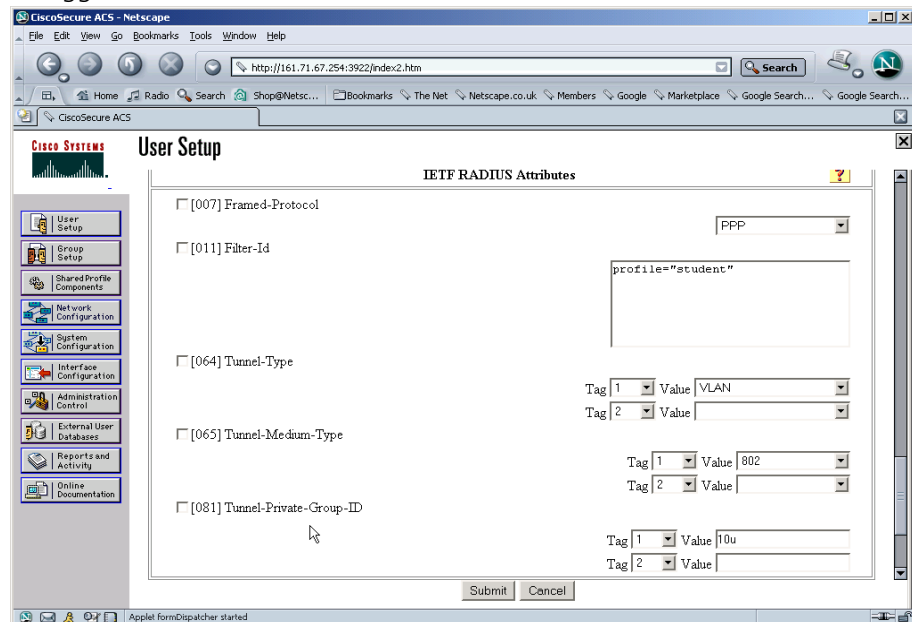 CiscoSecure ACS - Netscape
File Edit View Go Bookmarks Tools Window Help
http://161.71.67.254:3922/index2.htm
Search
N
Home Radio Search Shop@Netsc... Bookmarks The Net Netscape.co.uk Members Google Marketplace Google Search... Google Search...
CiscoSecure ACS
CISCO SYSTEMS
User Setup
IETF RADIUS Attributes
?
User Setup
Group Setup
Shared Profile Components
Network Configuration
System Configuration
Interface Configuration
Administration Control
External User Databases
Reports and Activity
Online Documentation
[007] Framed-Protocol
PPP
[011] Filter-Id
profile="student"
[064] Tunnel-Type
Tag 1 Value VLAN
Tag 2 Value
[065] Tunnel-Medium-Type
Tag 1 Value 802
Tag 2 Value
[081] Tunnel-Private-Group-ID
Tag 1 Value 10u
Tag 2 Value
Submit Cancel
Applet formDispatcher started